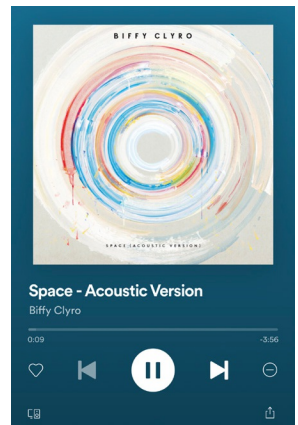 BIFFY CLYRO
SPACE (ACOUSTIC VERSION)
Space - Acoustic Version
Biffy Clyro
0:09 -3:56